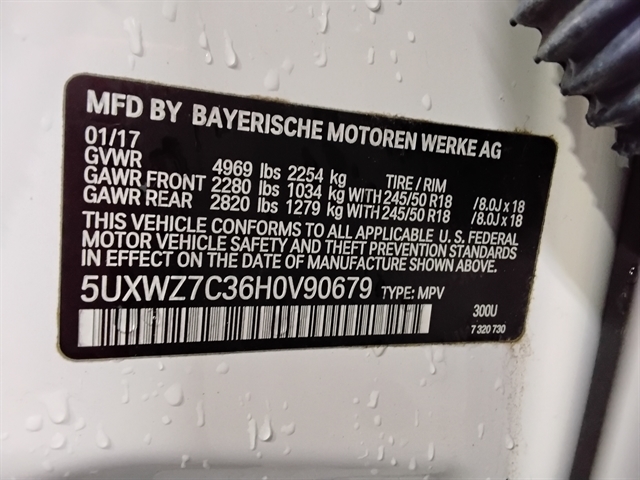 MFD BY BAYERISCHE MOTOREN WERKE AG
01/17
GVWR 4969 lbs 2254 kg TIRE / RIM
GAWR FRONT 2280 lbs 1034 kg WITH 245/50 R18 /8.0J x 18
GAWR REAR 2820 lbs 1279 kg WITH 245/50 R18 /8.0J x 18
THIS VEHICLE CONFORMS TO ALL APPLICABLE U. S. FEDERAL
MOTOR VEHICLE SAFETY AND THEFT PREVENTION STANDARDS
IN EFFECT ON THE DATE OF MANUFACTURE SHOWN ABOVE.
5UXWZ7C36H0V90679 TYPE: MPV
300U
7 320 730